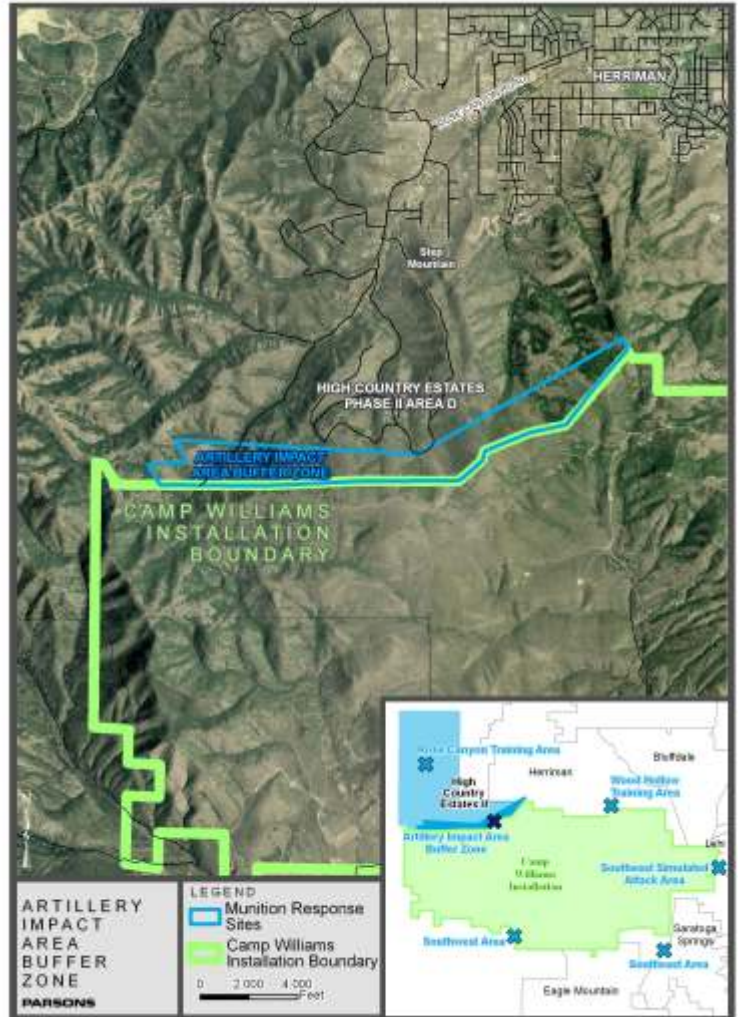 HERRIMAN
Step
Mountain
HIGH COUNTRY ESTATES
PHASE II AREA D
ARTILLERY IMPACT
AREA BUFFER ZONE
CAMP WILLIAMS
INSTALLATION
BOUNDARY
Canyon Training Area
Bluffdale
High
Country
Estates II
Herriman
Wood Hollow
Training Area
Artillery Impact Area
Buffer Zone
Lehi
Camp
Williams
Installation
Southeast Simulated
Attack Area
Southwest Area
Saratoga
Springs
Southeast Area
Eagle Mountain
ARTILLERY
IMPACT
AREA
BUFFER
ZONE
PARSONS
LEGEND
Munition Response
Sites
Camp Williams
Installation Boundary
0 2 000 4 000
Feet